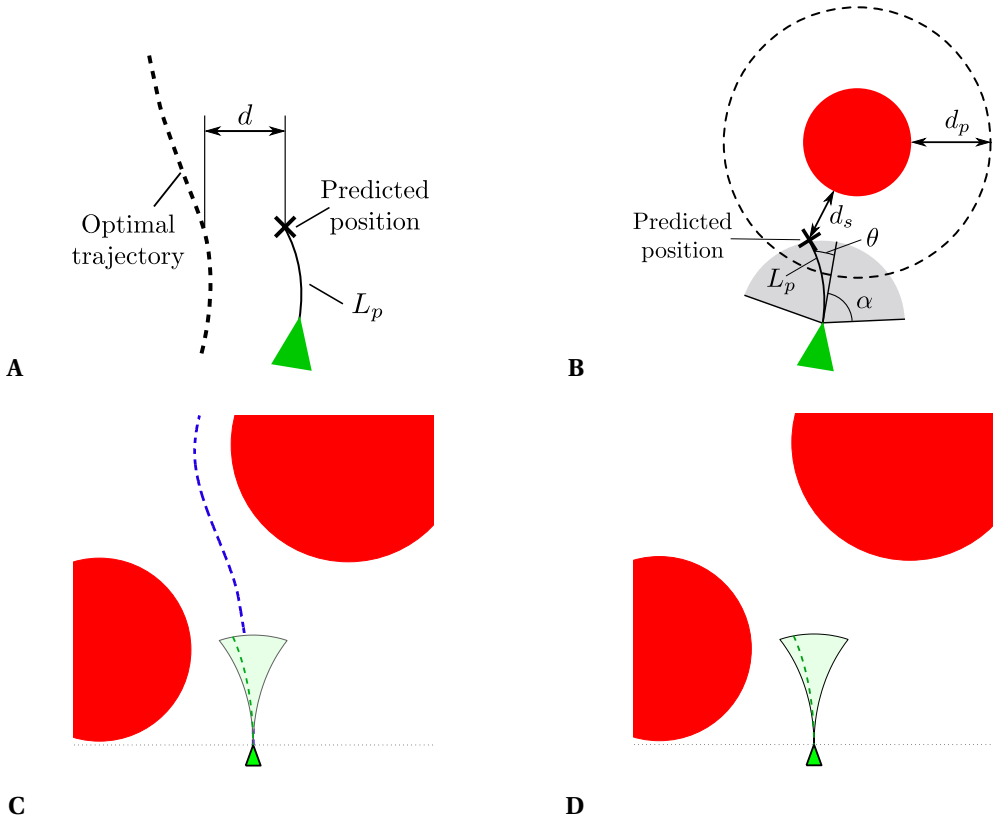 d
Optimal
trajectory
Predicted
position
L_p
A
d_p
d_s
Predicted
position
θ
L_p
α
B
C
D